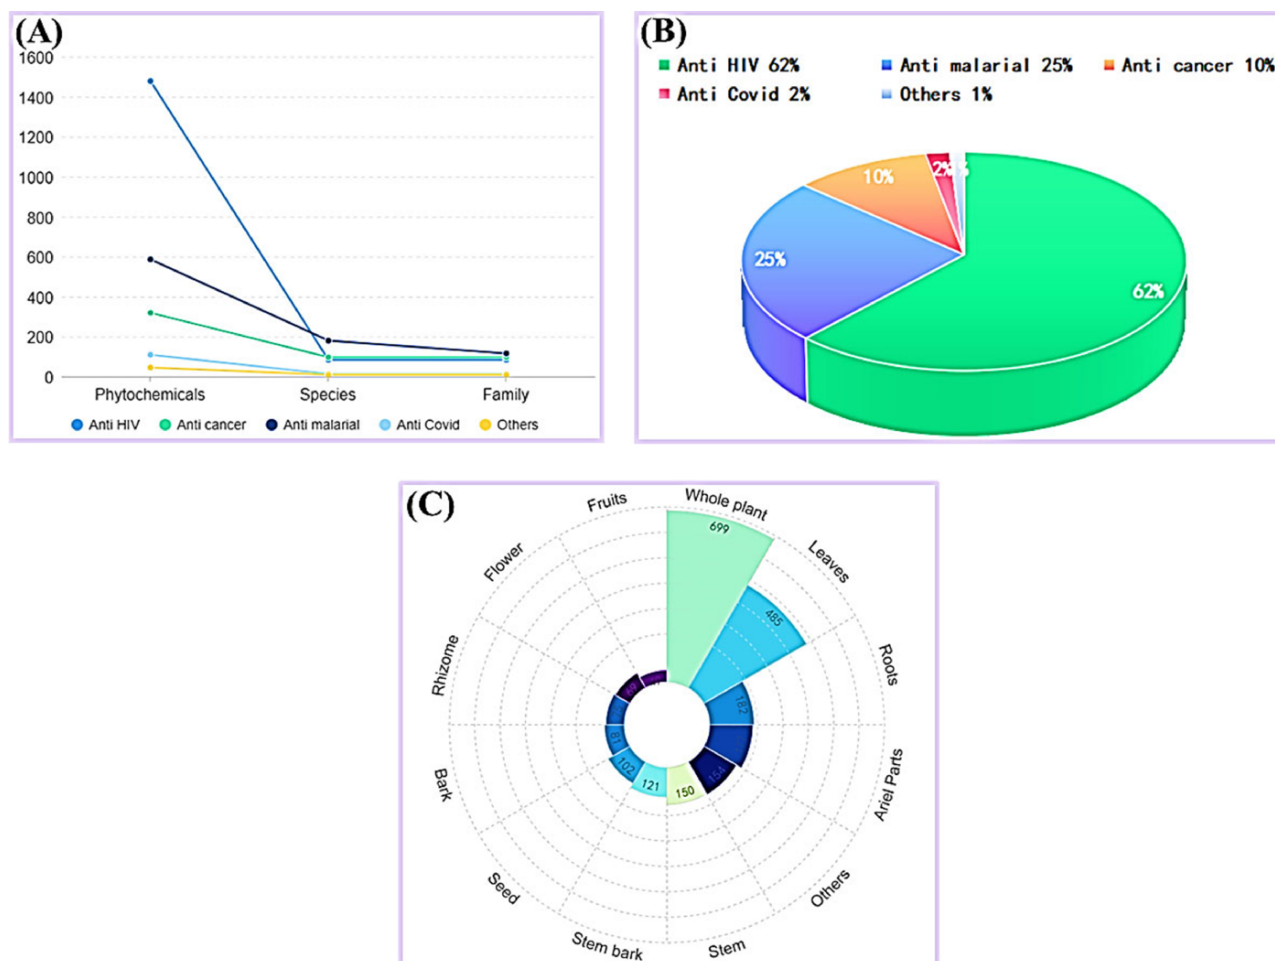 (A)
1600
1400
1200
1000
800
600
400
200
0
Phytochemicals Species Family
Anti HIV Anti cancer Anti malarial Anti Covid Others
(B)
Anti HIV 62% Anti malarial 25% Anti cancer 10%
Anti Covid 2% Others 1%
10%
2%
25%
62%
(C)
Fruits
Whole plant
Flower
Leaves
Rhizome
Roots
Bark
Ariel Parts
Seed
Others
Stem bark
Stem
699
485
182
154
150
121
102
81